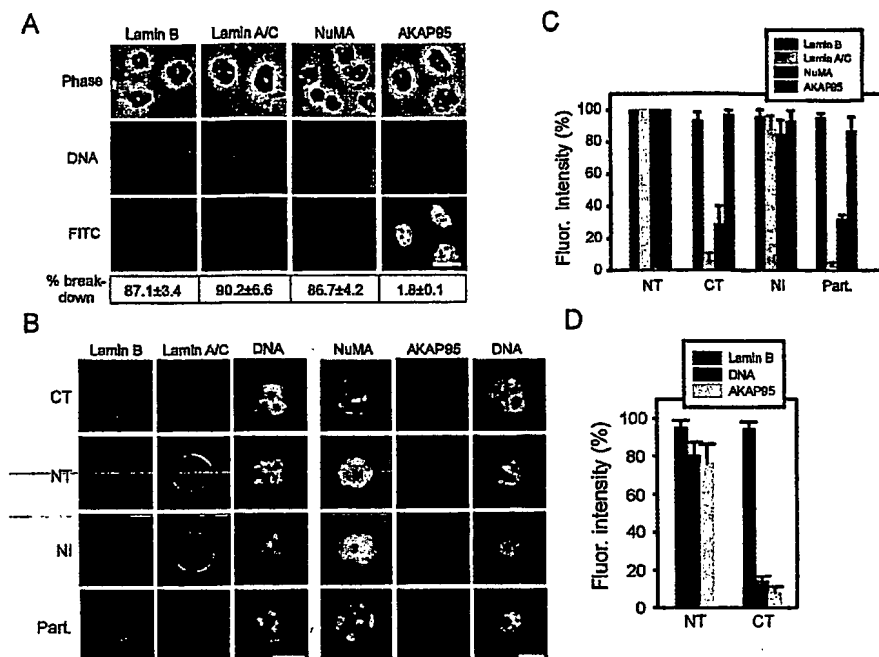 A
Lamin B Lamin A/C NuMA AKAP95
Phase
DNA
FITC
% break-
down
87.1±3.4 90.2±6.6 86.7±4.2 1.8±0.1
B
Lamin B Lamin A/C DNA NuMA AKAP95 DNA
CT
NT
NI
Part.
C
Lamin B
Lamin A/C
NuMA
AKAP95
Fluor. Intensity (%)
100
80
60
40
20
0
NT CT NI Part.
D
Lamin B
DNA
AKAP95
Fluor. intensity (%)
100
80
60
40
20
0
NT CT